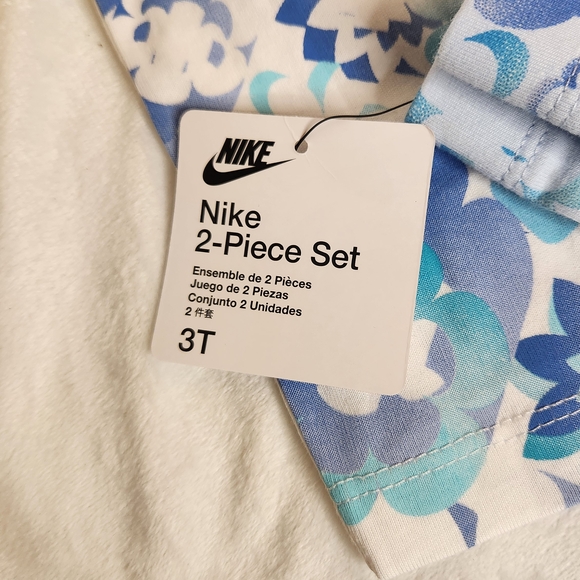 NIKE
Nike
2-Piece Set
Ensemble de 2 Pièces
Juego de 2 Piezas
Conjunto 2 Unidades
2 件套
3T